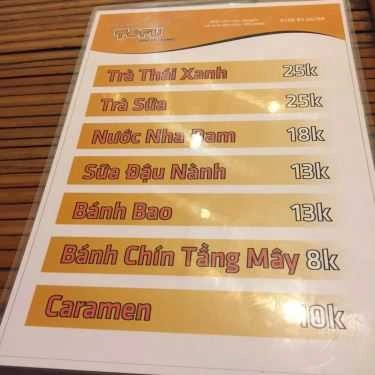 TOFU
Trà Thái Xanh 25k
Trà Sữa 25k
Nước Nha Đam 18k
Sữa Đậu Nành 13k
Bánh Bao 13k
Bánh Chín Tầng Mây 8k
Caramen 10k